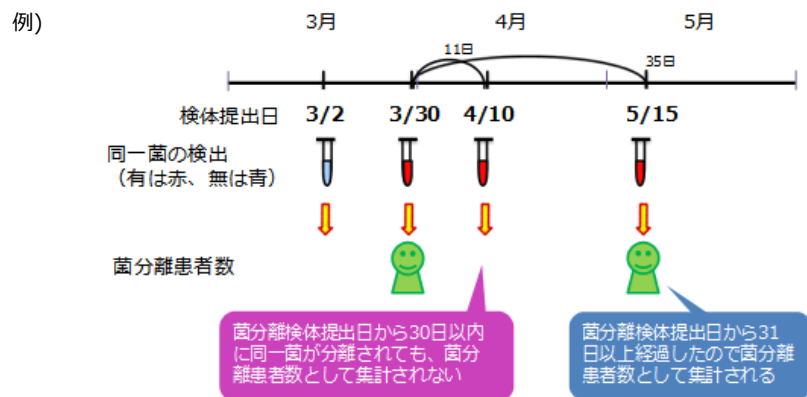 例)
3月 4月 5月
11日
35日
検体提出日 3/2 3/30 4/10 5/15
同一菌の検出
（有は赤、無は青）
菌分離患者数
菌分離検体提出日から30日以内
に同一菌が分離されても、菌分
離患者数として集計されない
菌分離検体提出日から31
日以上経過したので菌分離
患者数として集計される